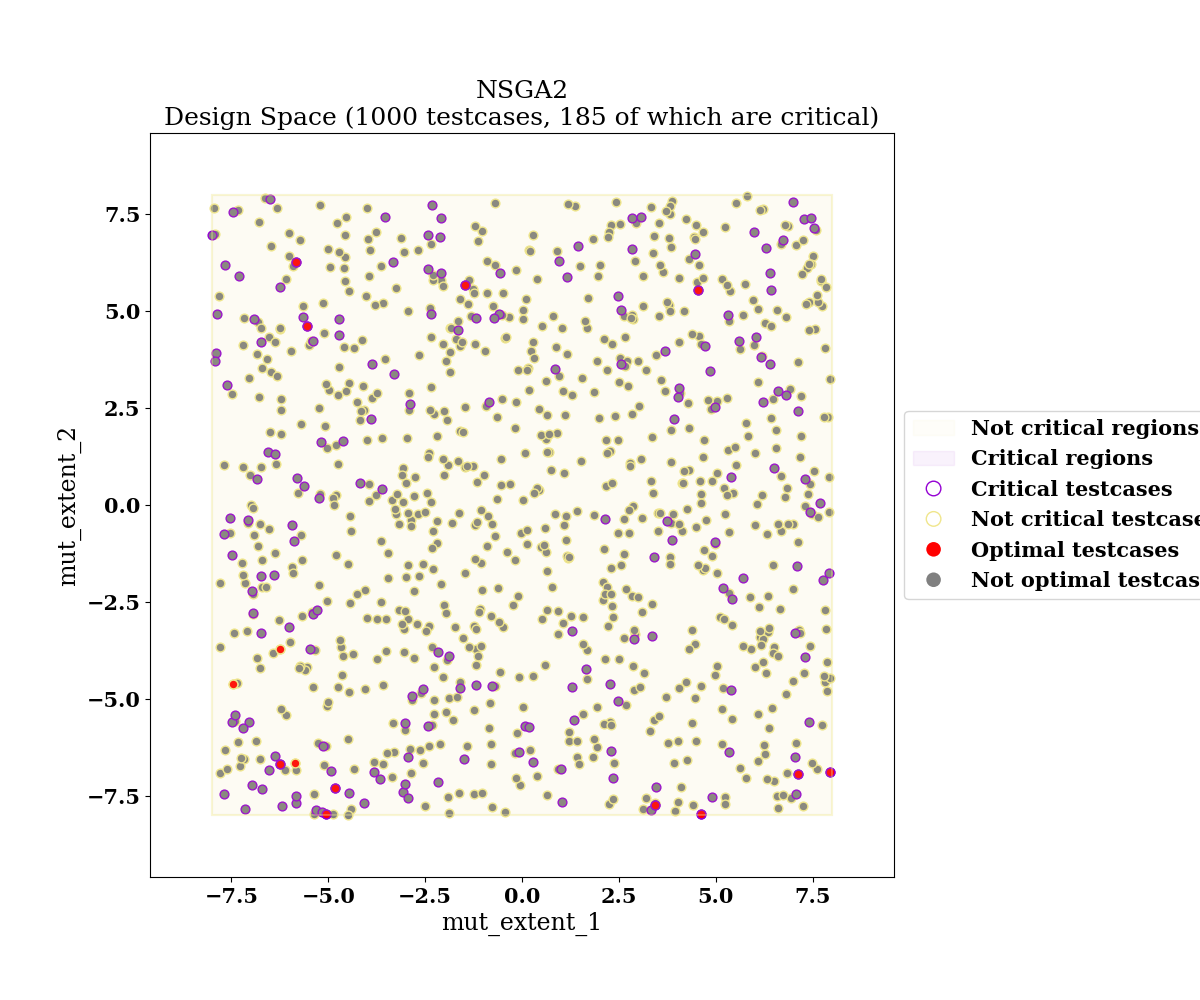 NSGA2
Design Space (1000 testcases, 185 of which are critical)
7.5
5.0
2.5
0.0
−2.5
−5.0
−7.5
mut_extent_2
−7.5 −5.0 −2.5 0.0 2.5 5.0 7.5
mut_extent_1
Not critical regions
Critical regions
Critical testcases
Not critical testcase
Optimal testcases
Not optimal testcas